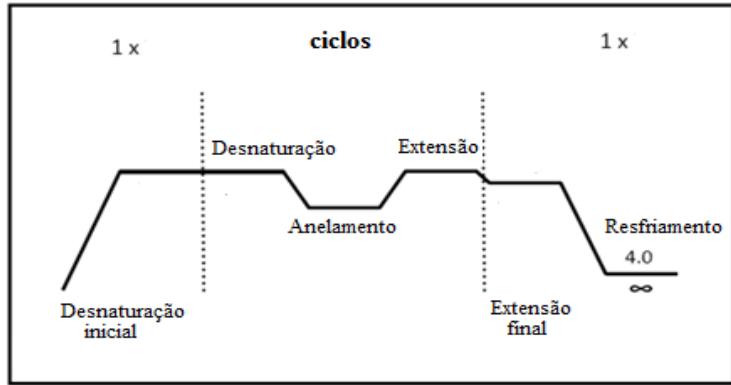 1 x
ciclos
1 x
Desnaturação
Extensão
Anelamento
Resfriamento
4.0
∞
Desnaturação
inicial
Extensão
final